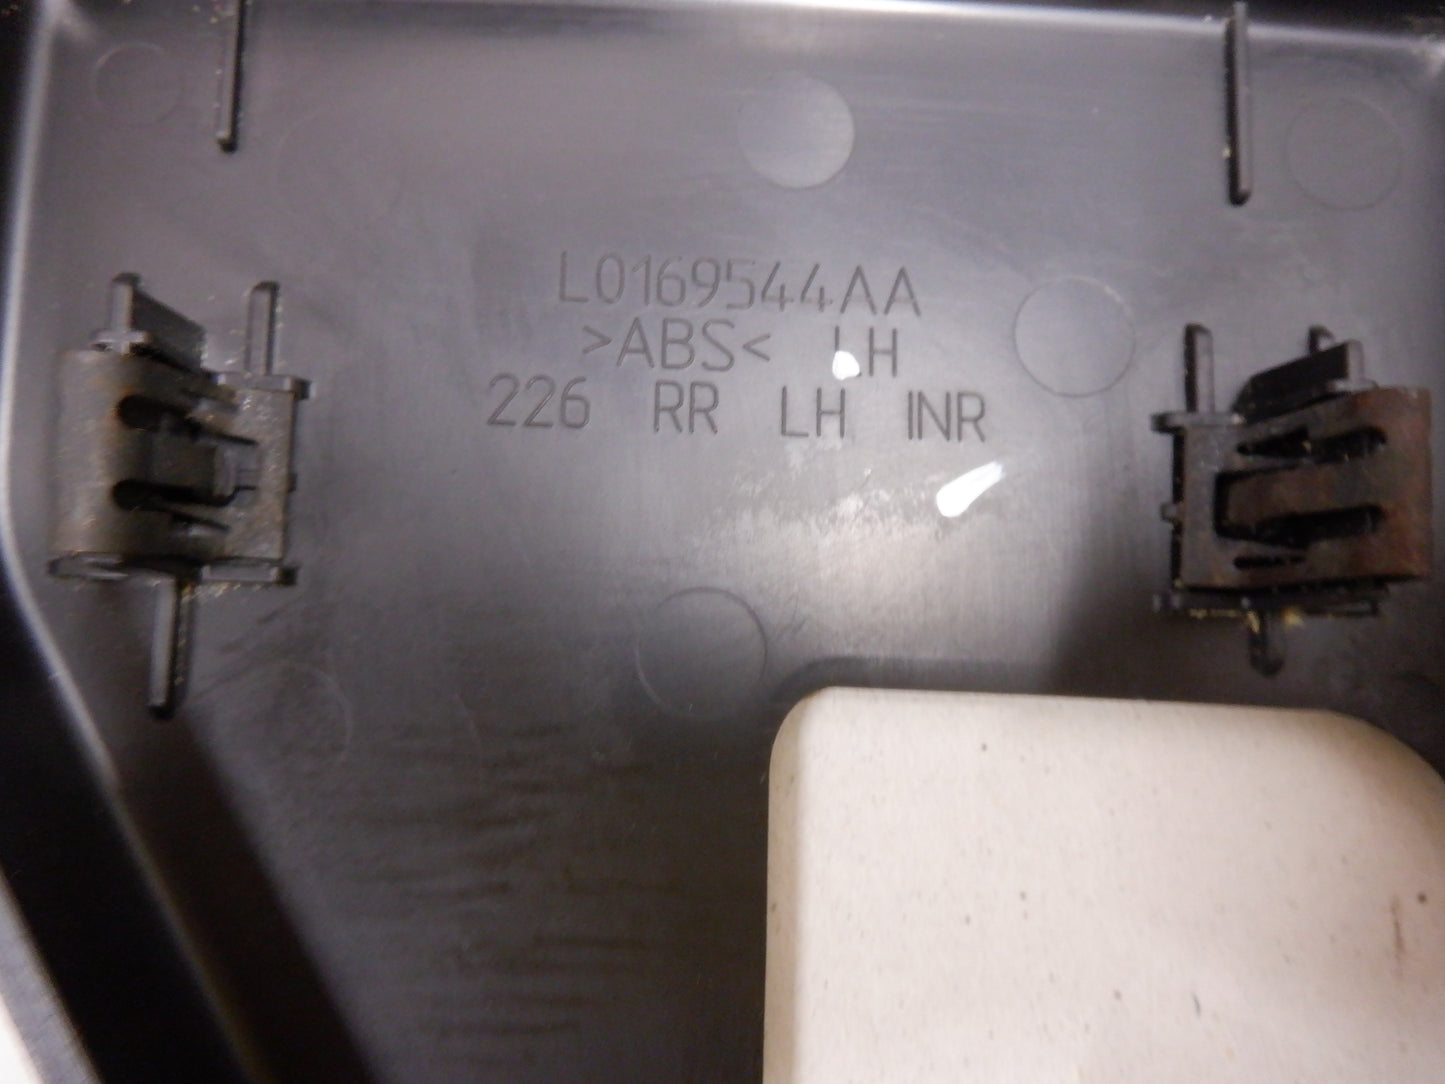 L0169544AA
>ABS< LH
226 RR LH INR